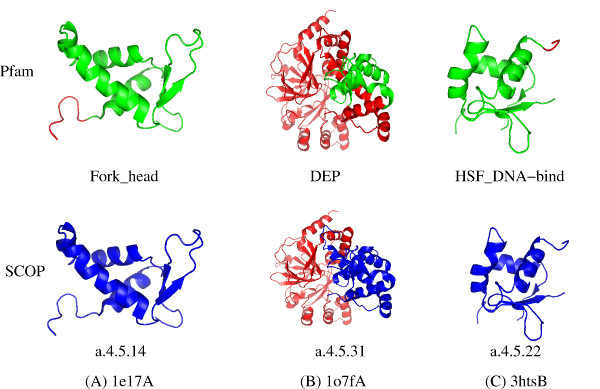 Pfam
Fork_head DEP HSF_DNA−bind
SCOP
a.4.5.14 a.4.5.31 a.4.5.22
(A) 1e17A (B) 1o7fA (C) 3htsB